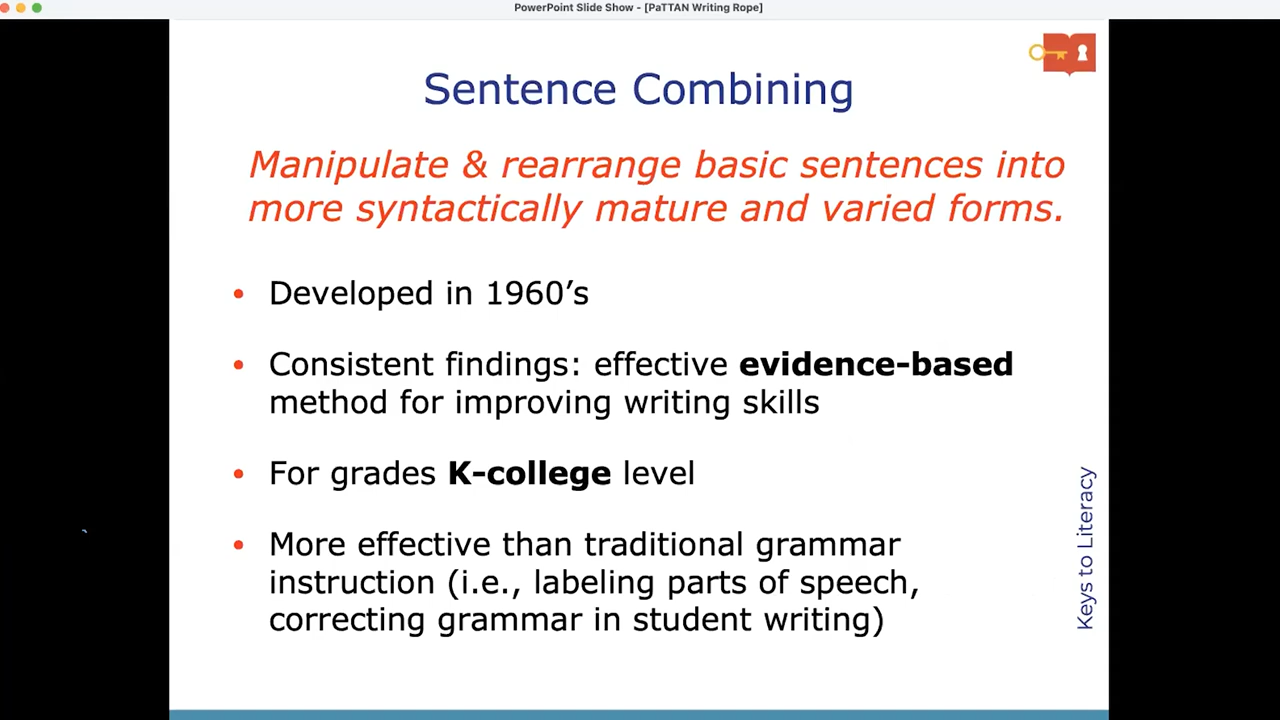 PowerPoint Slide Show - [PaTTAN Writing Rope]
Sentence Combining
Manipulate & rearrange basic sentences into
more syntactically mature and varied forms.
• Developed in 1960’s
• Consistent findings: effective evidence-based
method for improving writing skills
• For grades K-college level
• More effective than traditional grammar
instruction (i.e., labeling parts of speech,
correcting grammar in student writing)
Keys to Literacy